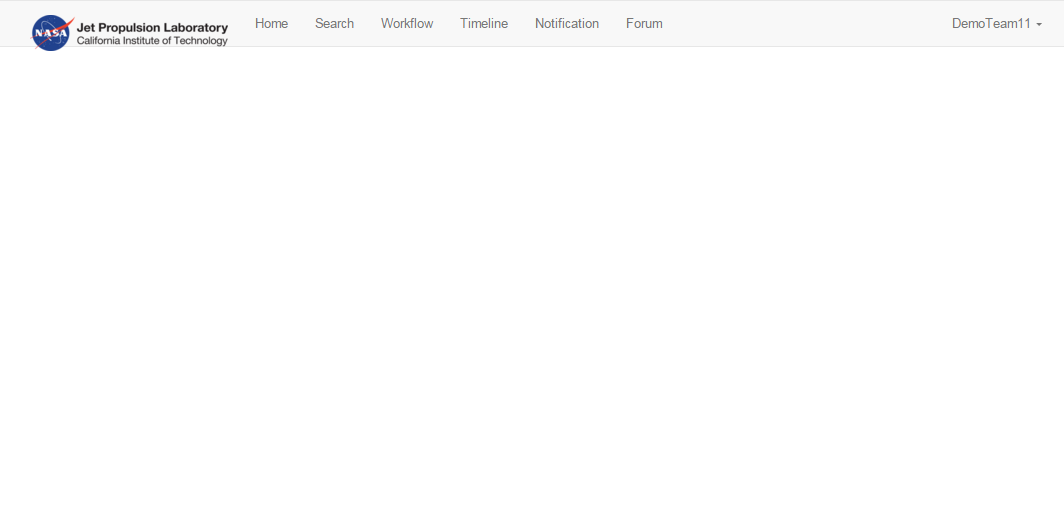 NASA
Jet Propulsion Laboratory
California Institute of Technology
Home Search Workflow Timeline Notification Forum DemoTeam11